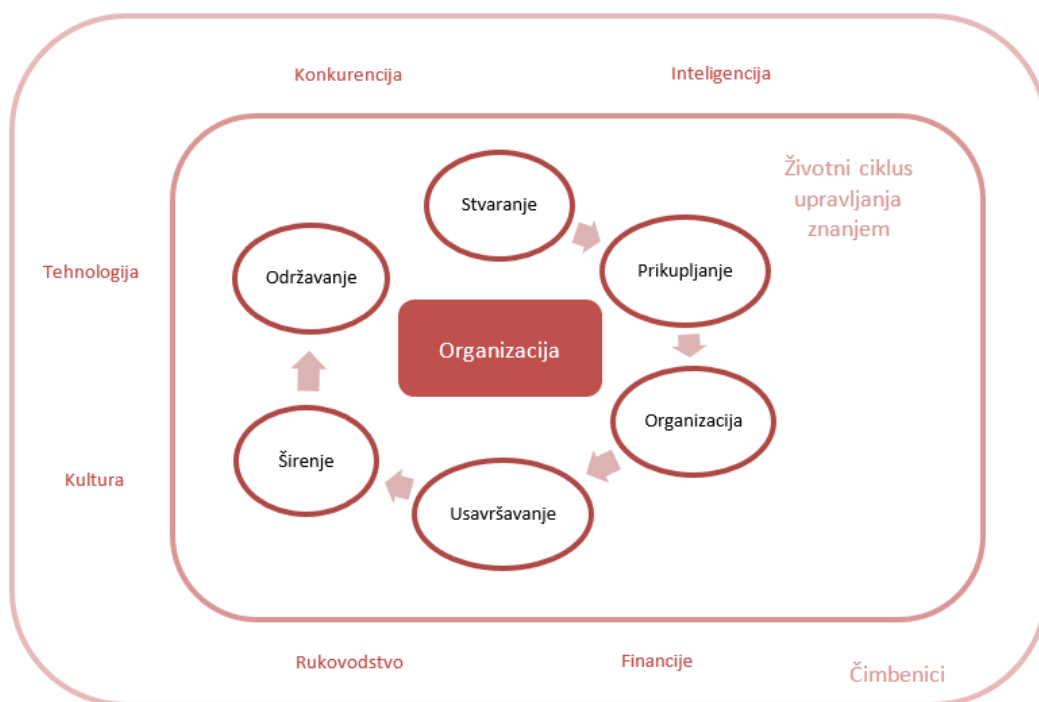 Konkurencija
Inteligencija
Životni ciklus
upravljanja
znanjem
Stvaranje
Tehnologija
Održavanje
Prikupljanje
Organizacija
Organizacija
Širenje
Kultura
Usavršavanje
Rukovodstvo
Financije
Čimbenici